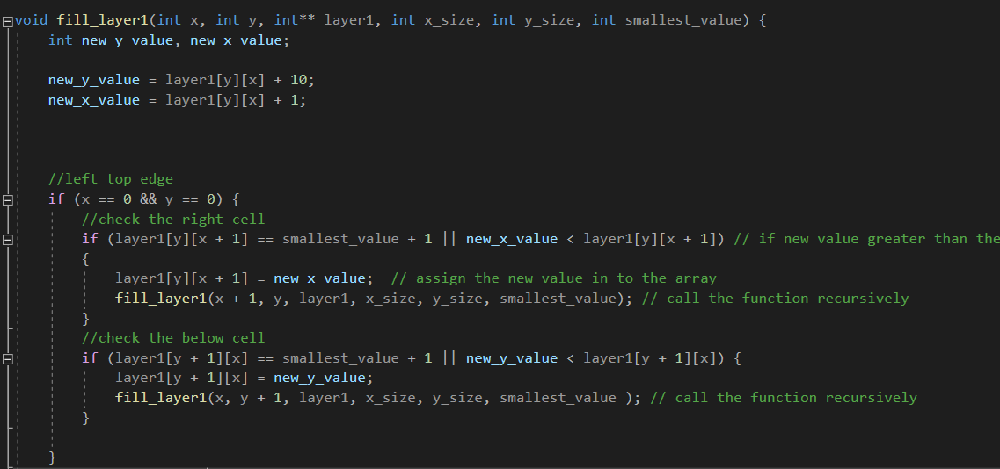 void fill_layer1(int x, int y, int** layer1, int x_size, int y_size, int smallest_value) {
int new_y_value, new_x_value;
new_y_value = layer1[y][x] + 10;
new_x_value = layer1[y][x] + 1;
//left top edge
if (x == 0 && y == 0) {
//check the right cell
if (layer1[y][x + 1] == smallest_value + 1 || new_x_value < layer1[y][x + 1]) // if new value greater than the
{
layer1[y][x + 1] = new_x_value; // assign the new value in to the array
fill_layer1(x + 1, y, layer1, x_size, y_size, smallest_value); // call the function recursively
}
//check the below cell
if (layer1[y + 1][x] == smallest_value + 1 || new_y_value < layer1[y + 1][x]) {
layer1[y + 1][x] = new_y_value;
fill_layer1(x, y + 1, layer1, x_size, y_size, smallest_value ); // call the function recursively
}
}